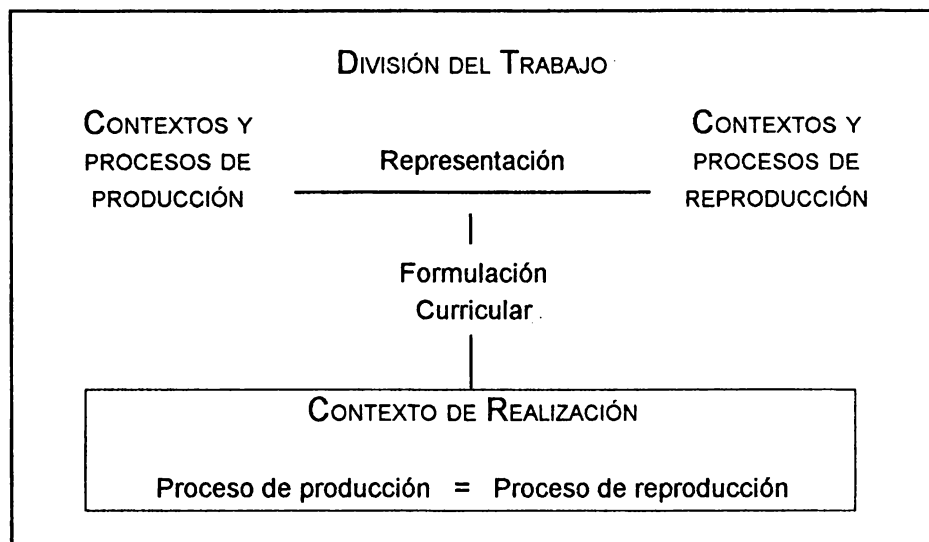 DIVISIÓN DEL TRABAJO
CONTEXTOS Y
PROCESOS DE
PRODUCCIÓN
Representación
CONTEXTOS Y
PROCESOS DE
REPRODUCCIÓN
Formulación
Curricular
CONTEXTO DE REALIZACIÓN
Proceso de producción = Proceso de reproducción